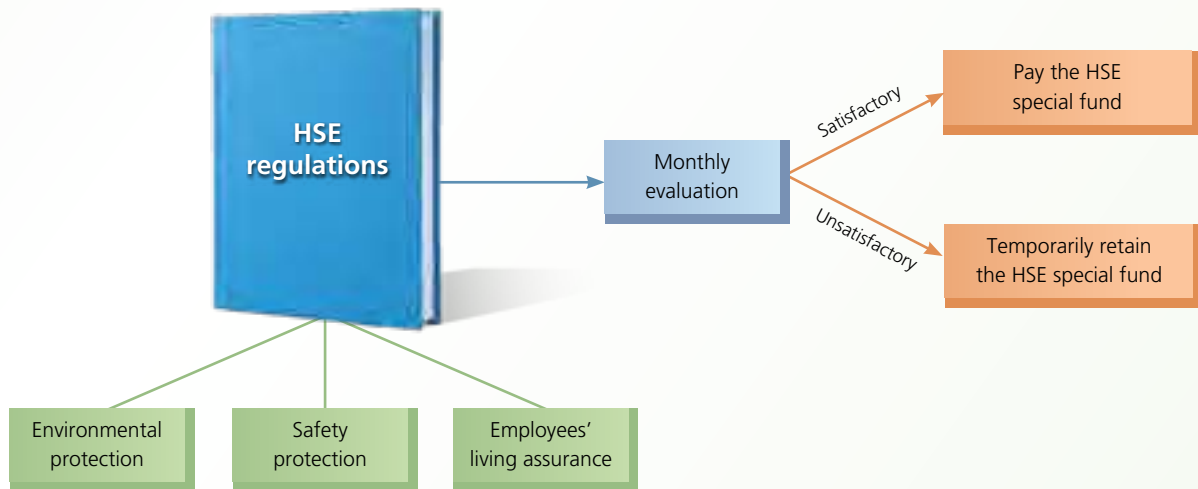 HSE
regulations
Monthly
evaluation
Satisfactory
Pay the HSE
special fund
Unsatisfactory
Temporarily retain
the HSE special fund
Environmental
protection
Safety
protection
Employees'
living assurance